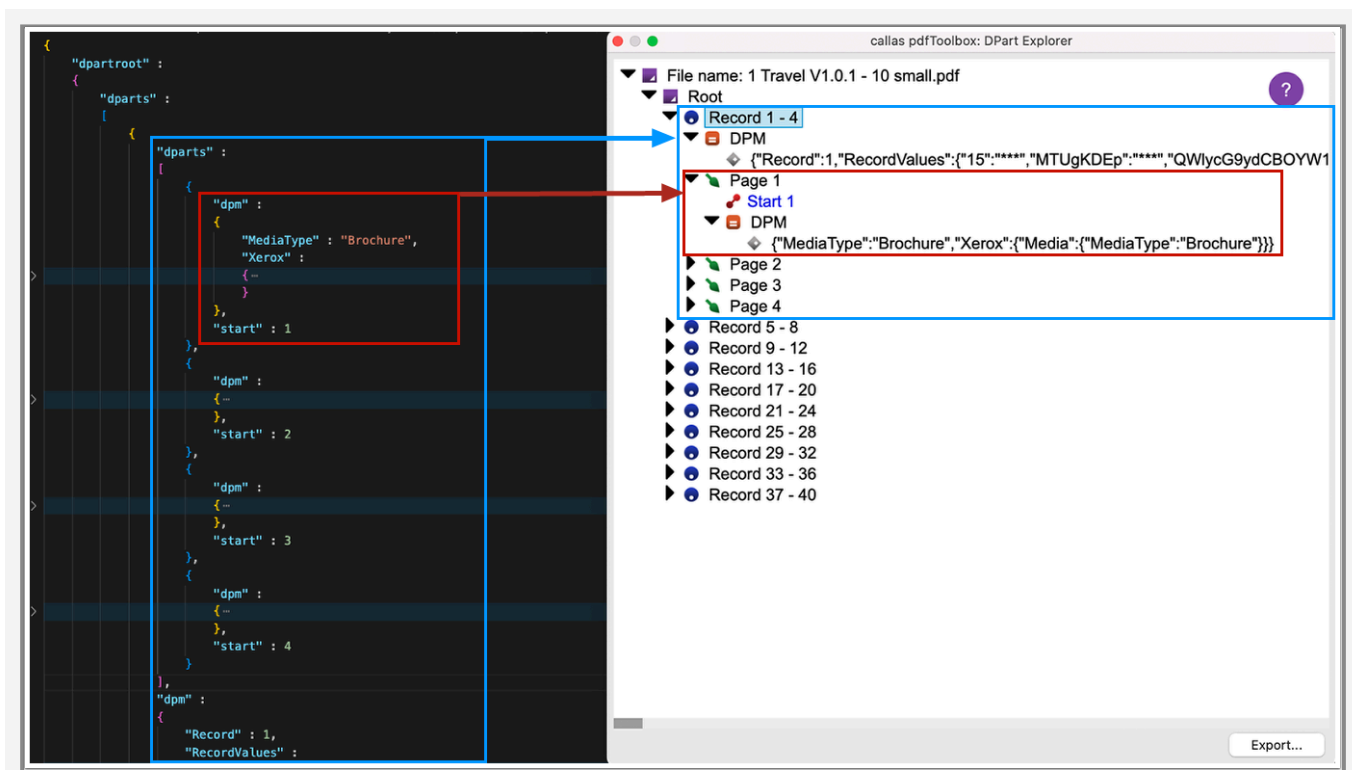 {
"dpartroot" :
{
"dparts" :
[
{
"dparts" :
[
{
"dpm" :
{
"MediaType" : "Brochure",
"Xerox" :
{ …
}
},
"start" : 1
},
{
"dpm" :
{ …
},
"start" : 2
},
{
"dpm" :
{ …
},
"start" : 3
},
{
"dpm" :
{ …
},
"start" : 4
}
],
"dpm" :
{
"Record" : 1,
"RecordValues" :
callas pdfToolbox: DPart Explorer
File name: 1 Travel V1.0.1 - 10 small.pdf
?
Root
Record 1 - 4
DPM
{"Record":1,"RecordValues":{"15":"***","MTUgKDEp":"***","QWlycG9ydCBOYW1
Page 1
Start 1
DPM
{"MediaType":"Brochure","Xerox":{"Media":{"MediaType":"Brochure"}}}
Page 2
Page 3
Page 4
Record 5 - 8
Record 9 - 12
Record 13 - 16
Record 17 - 20
Record 21 - 24
Record 25 - 28
Record 29 - 32
Record 33 - 36
Record 37 - 40
Export...